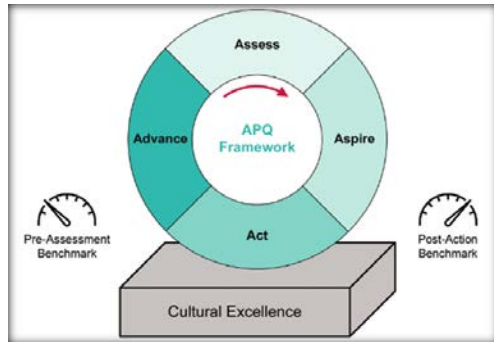 Assess
Advance
APQ
Framework
Aspire
Act
Pre-Assessment
Benchmark
Post-Action
Benchmark
Cultural Excellence